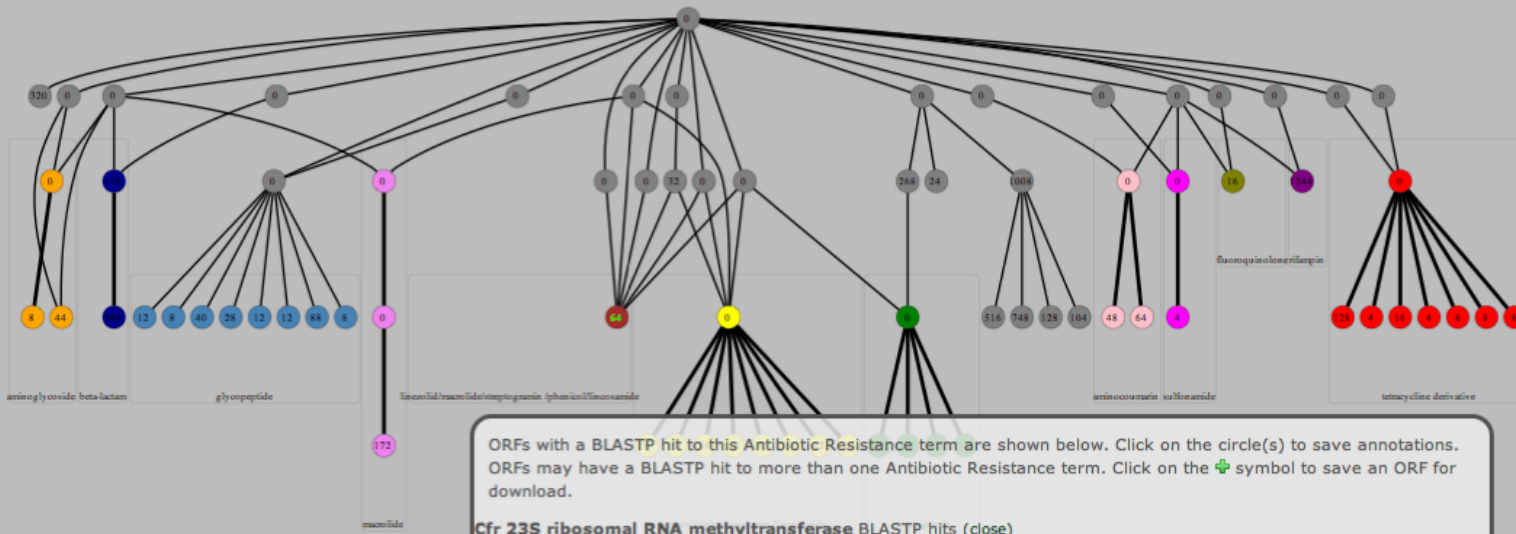 0
320 0 0 0 0 0 0 0 0 0 0 0 0 0 0
0 0 0 0 0 32 0 0 268 24 1008 0 0 16 1244 0
8 44 12 8 40 28 12 12 88 8 0 64 0 0 516 748 128 104 48 64 4 128 4 16 4 8 8
fluoroquinolone rifampin
aminoglycoside beta-lactam glycopeptide linezolid/macrolide/streptogramin /phenicol/lincosamide aminocoumarin sulfonamide tetracycline derivative
172
ORFs with a BLASTP hit to this Antibiotic Resistance term are shown below. Click on the circle(s) to save annotations.
ORFs may have a BLASTP hit to more than one Antibiotic Resistance term. Click on the symbol to save an ORF for
download.
macrolide
Cfr 23S ribosomal RNA methyltransferase BLASTP hits (close)